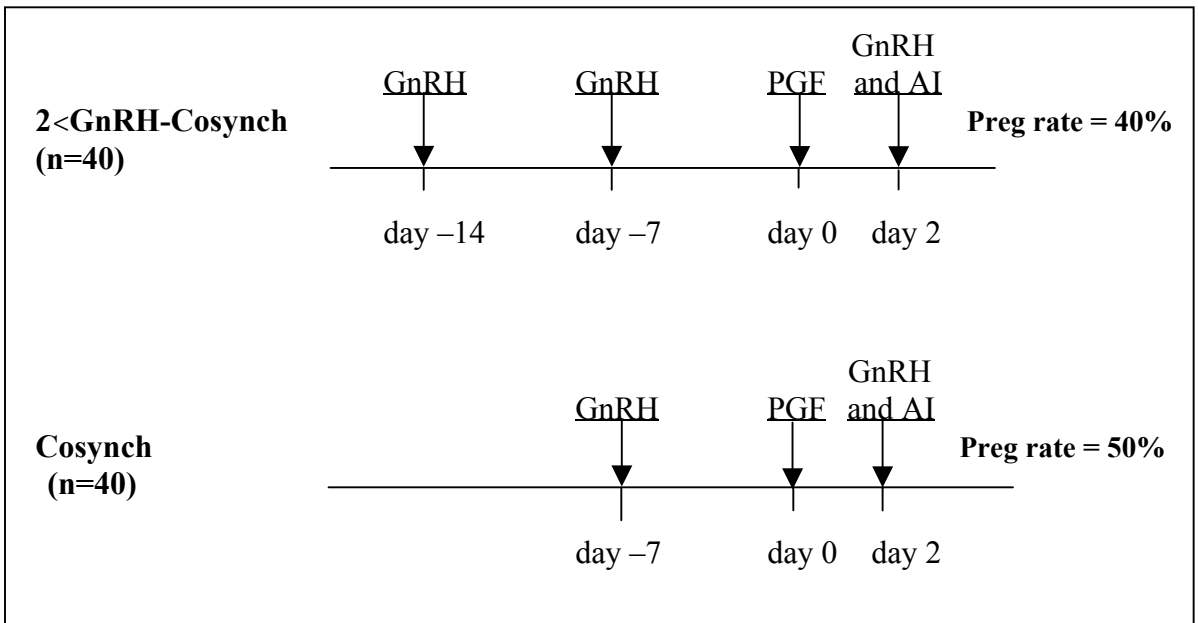 GnRH
GnRH GnRH PGF and AI
2<GnRH-Cosynch Preg rate = 40%
(n=40)
day –14 day –7 day 0 day 2
GnRH
GnRH PGF and AI
Cosynch Preg rate = 50%
(n=40)
day –7 day 0 day 2